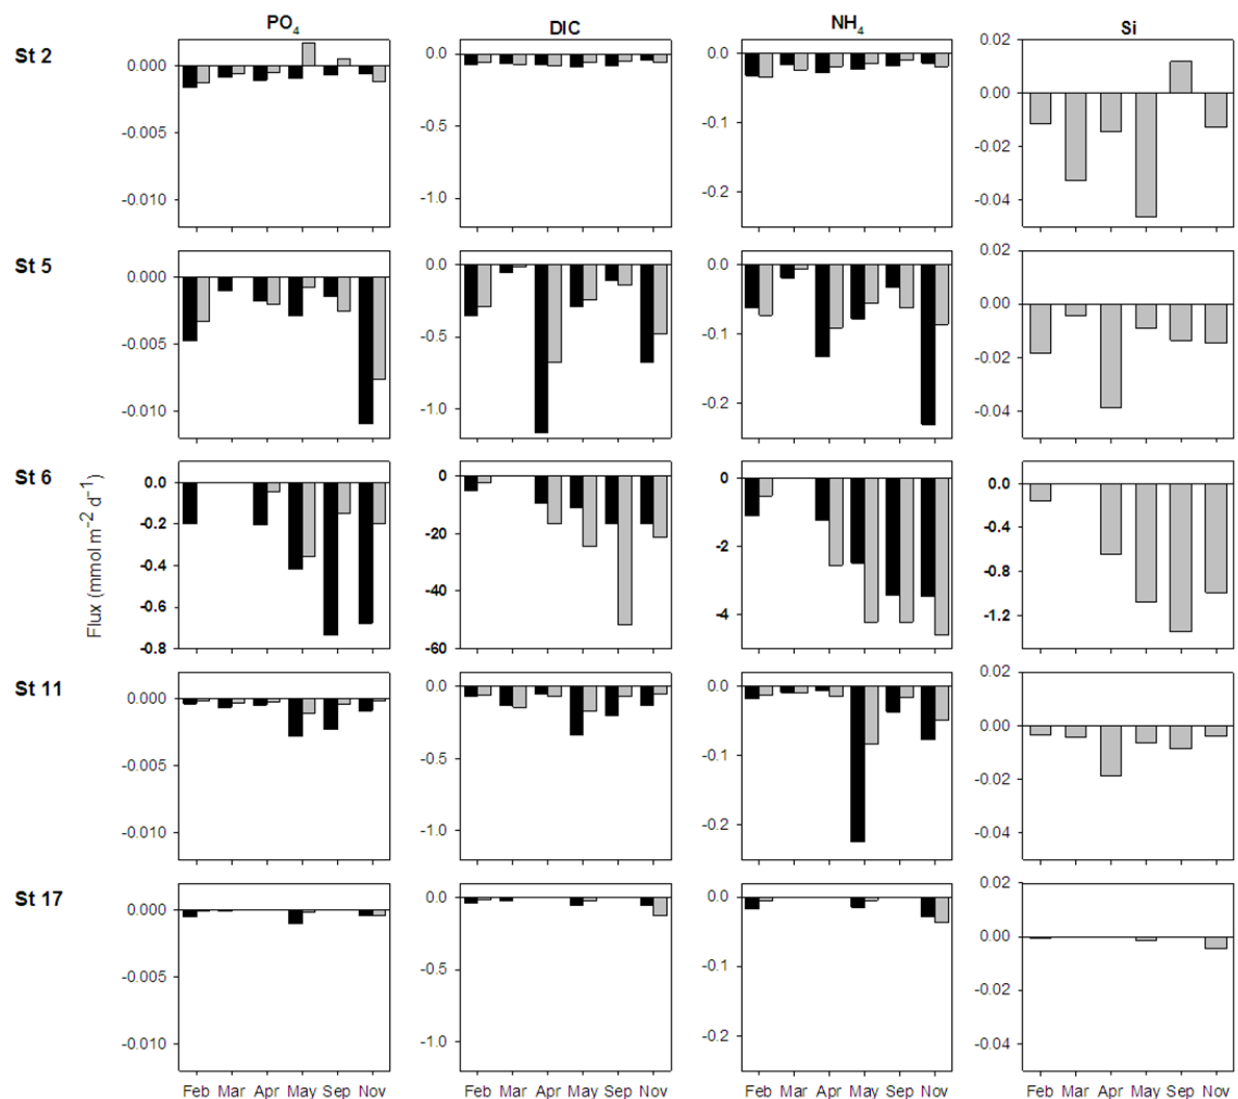 PO4 DIC NH4 Si
St 2
0.000 0.0 0.0 0.02
-0.005 -0.5 -0.1 0.00
-0.010 -1.0 -0.2 -0.02
-0.04
St 5
0.000 0.0 0.0 0.02
-0.005 -0.5 -0.1 0.00
-0.010 -1.0 -0.2 -0.02
-0.04
St 6
Flux (mmol m−2 d−1)
0.0 0 0 0.0
-0.2 -20 -2 -0.4
-0.4 -40 -4 -0.8
-0.6 -60 -1.2
-0.8
St 11
0.000 0.0 0.0 0.02
-0.005 -0.5 -0.1 0.00
-0.010 -1.0 -0.2 -0.02
-0.04
St 17
0.000 0.0 0.0 0.02
-0.005 -0.5 -0.1 0.00
-0.010 -1.0 -0.2 -0.02
-0.04
Feb Mar Apr May Sep Nov Feb Mar Apr May Sep Nov Feb Mar Apr May Sep Nov Feb Mar Apr May Sep Nov